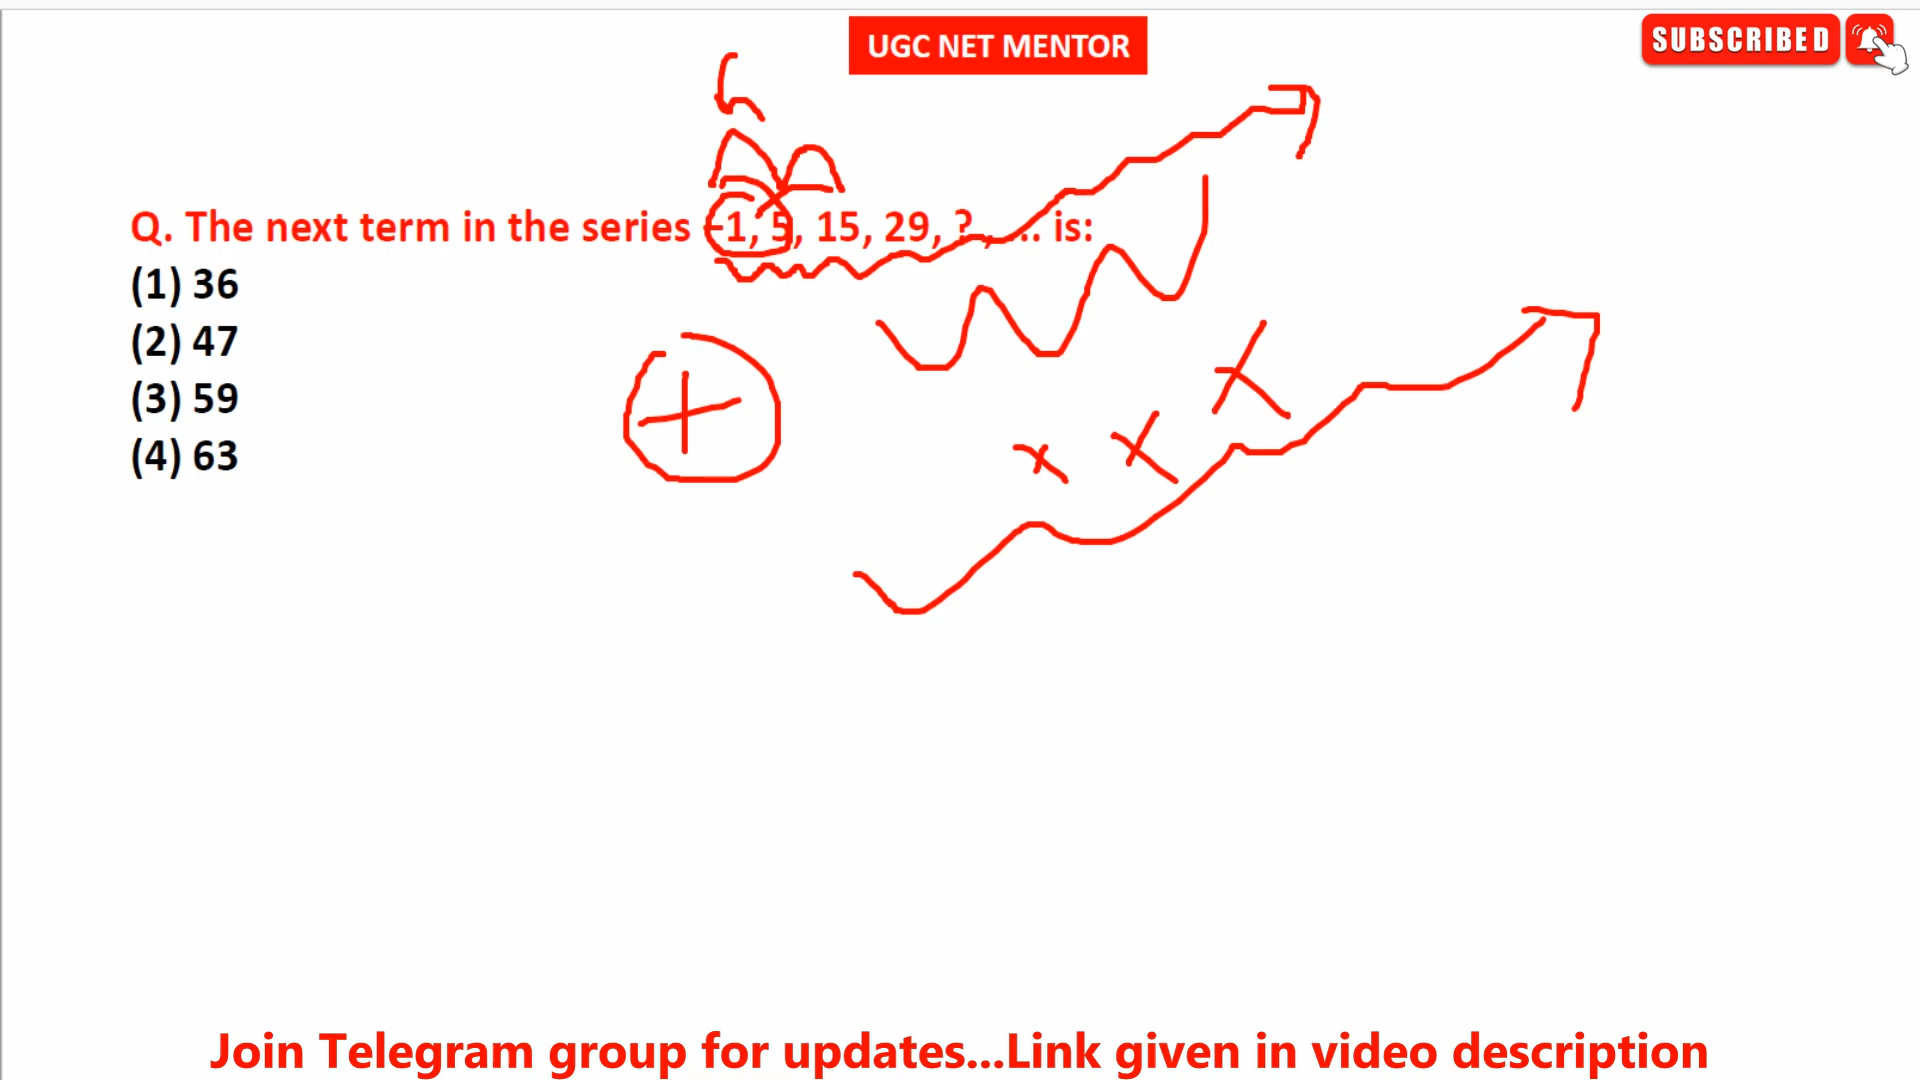 UGC NET MENTOR
SUBSCRIBED
Q. The next term in the series -1, 5, 15, 29, ? , ... is:
(1) 36
(2) 47
(3) 59
(4) 63
Join Telegram group for updates...Link given in video description